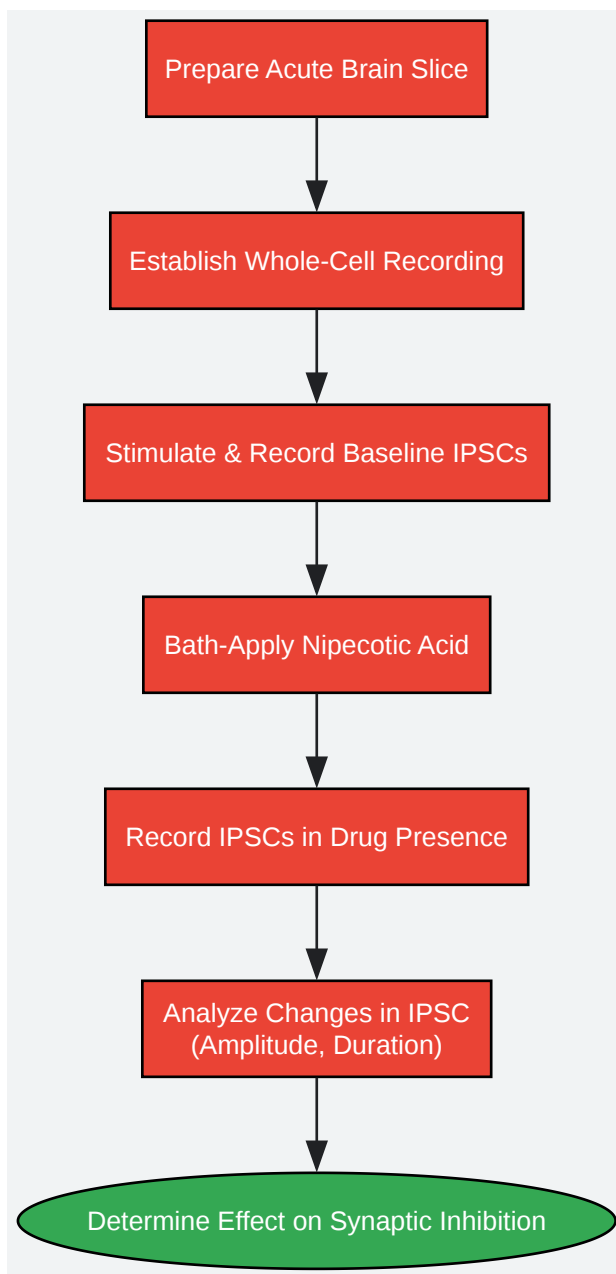 Prepare Acute Brain Slice
Establish Whole-Cell Recording
Stimulate & Record Baseline IPSCs
Bath-Apply Nipecotic Acid
Record IPSCs in Drug Presence
Analyze Changes in IPSC
(Amplitude, Duration)
Determine Effect on Synaptic Inhibition